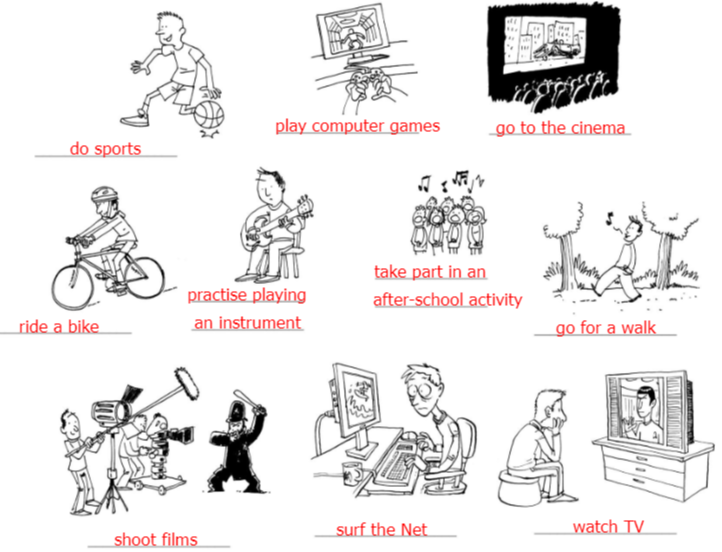 do sports
play computer games
go to the cinema
ride a bike
practise playing
an instrument
take part in an
after-school activity
go for a walk
shoot films
surf the Net
watch TV